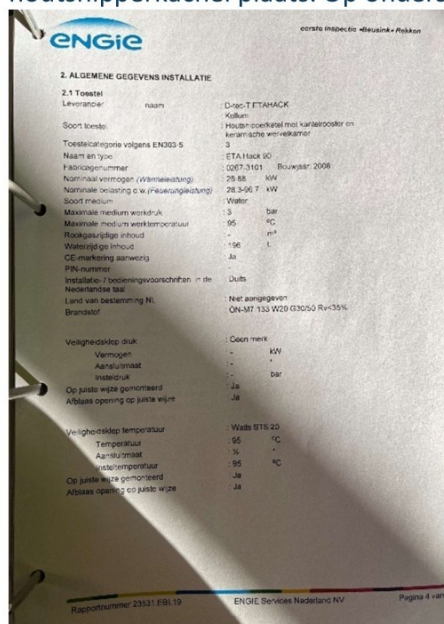 houtsnipperkachel plaats. Op onders
ENGIE
eerste inspectie •Beusink• Rekken
2. ALGEMENE GEGEVENS INSTALLATIE
2.1 Toestel
Leverancier naam : D-tec-T ETAHACK
Kollum
Soort toestel : Houtsnipperketel met kantelrooster en
keramische wervelkamer
Toestelcategorie volgens EN303-5 3
Naam en type : ETA Hack 90
Fabricagenummer : 0267-3101 Bouwjaar: 2008
Nominaal vermogen (Wärmeleistung) : 25-88 kW
Nominale belasting o.w. (Feuerungleistung) : 28.3-96.7 kW
Soort medium : Water
Maximale medium werkdruk : 3 bar
Maximale medium werktemperatuur : 95 ºC
Rookgaszijdige inhoud : - m³
Waterzijdige inhoud : 196 L
CE-markering aanwezig : Ja
PIN-nummer
Installatie- / bedieningsvoorschriften in de : Duits
Nederlandse taal
Land van bestemming NL : Niet aangegeven
Brandstof : ÖN-M7 133 W20 G30/50 Rv<35%
Veiligheidsklep druk : Geen merk
Vermogen : - kW
Aansluitmaat : - "
Insteldruk : - bar
Op juiste wijze gemonteerd : Ja
Afblaas opening op juiste wijze : Ja
Veiligheidsklep temperatuur : Watts STS 20
Temperatuur : 95 ºC
Aansluitmaat "
Insteltemperatuur : 95 ºC
Op juiste wijze gemonteerd : Ja
Afblaas opening op juiste wijze : Ja
Rapportnummer 23531.EBI.19 ENGIE Services Nederland NV Pagina 4 van